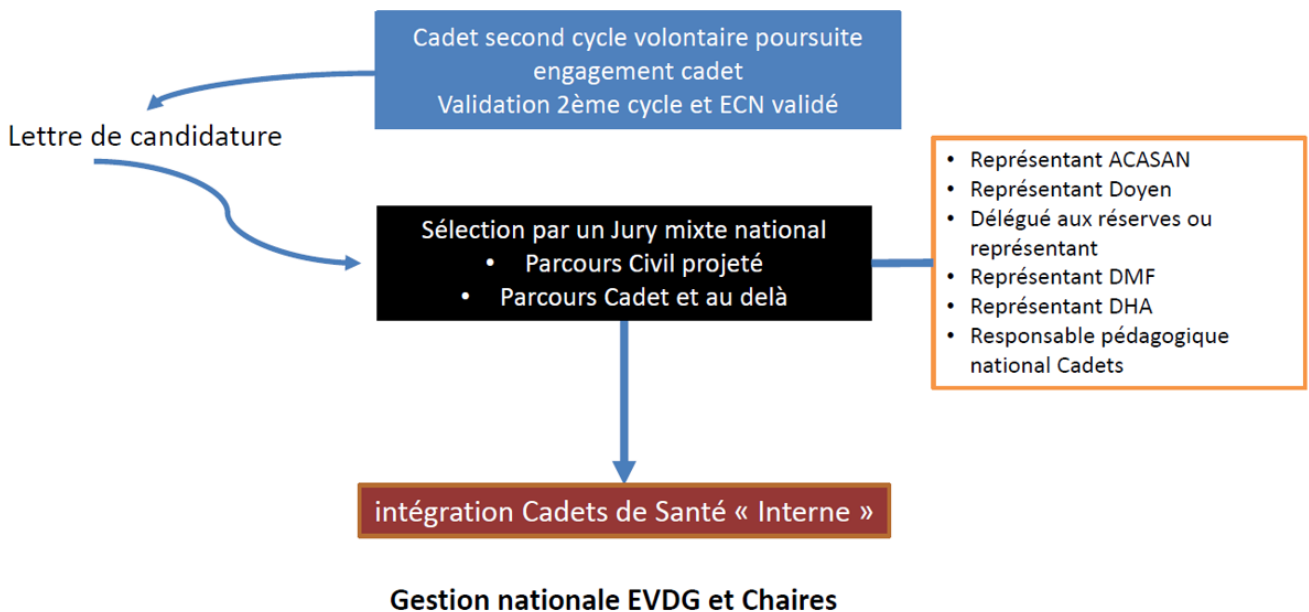 Cadet second cycle volontaire poursuite
engagement cadet
Validation 2ème cycle et ECN validé
Lettre de candidature
Sélection par un Jury mixte national
• Parcours Civil projeté
• Parcours Cadet et au delà
• Représentant ACASAN
• Représentant Doyen
• Délégué aux réserves ou
représentant
• Représentant DMF
• Représentant DHA
• Responsable pédagogique
national Cadets
intégration Cadets de Santé « Interne »
Gestion nationale EVDG et Chaires